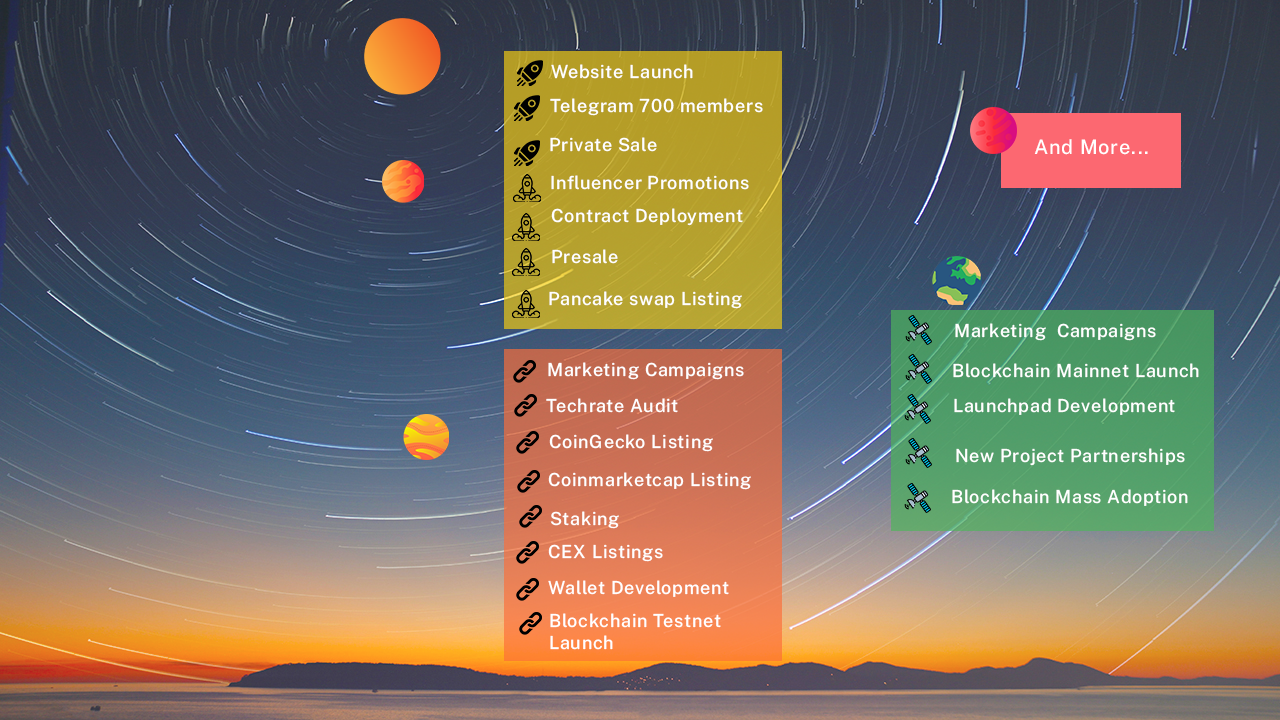 Website Launch
Telegram 700 members
Private Sale
Influencer Promotions
Contract Deployment
Presale
Pancake swap Listing
Marketing Campaigns
Techrate Audit
CoinGecko Listing
Coinmarketcap Listing
Staking
CEX Listings
Wallet Development
Blockchain Testnet
Launch
And More...
Marketing  Campaigns
Blockchain Mainnet Launch
Launchpad Development
New Project Partnerships
Blockchain Mass Adoption